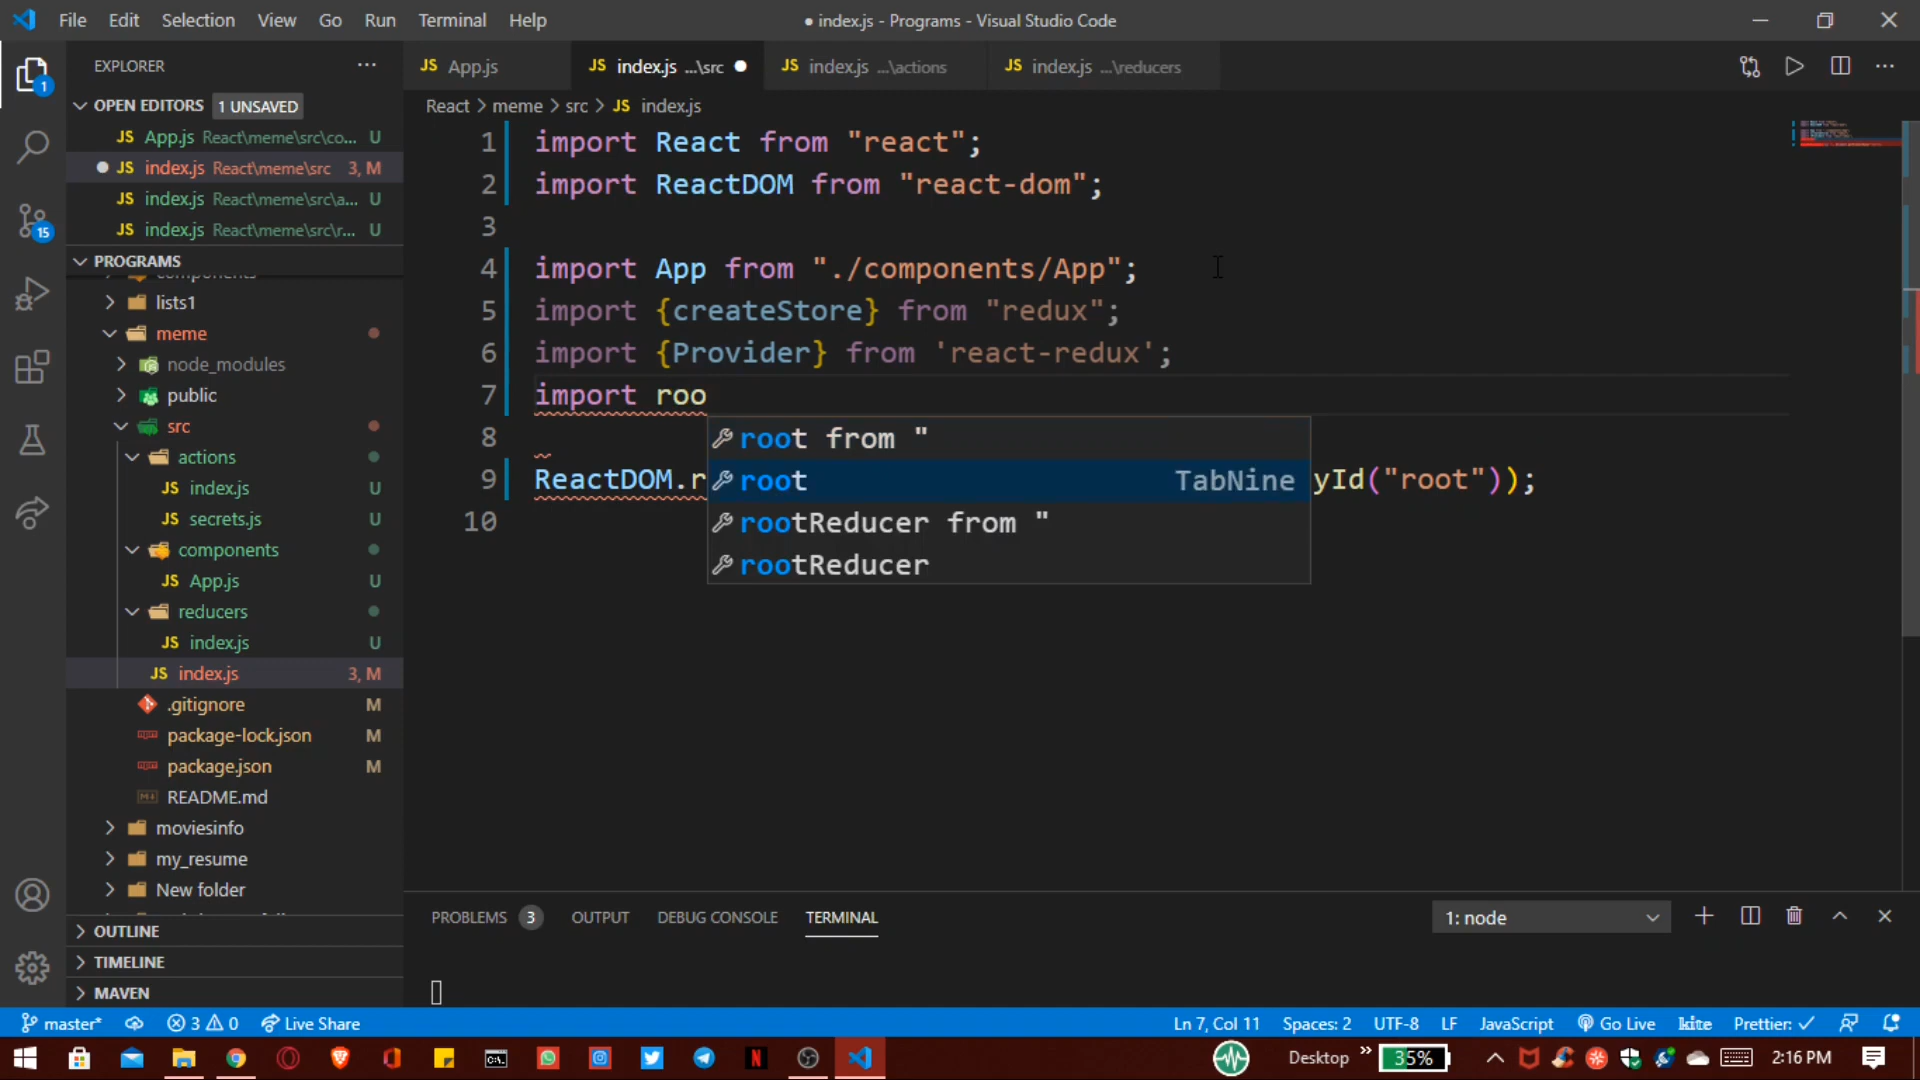 File Edit Selection View Go Run Terminal Help
● index.js - Programs - Visual Studio Code
EXPLORER
JS App.js
JS index.js ...\src
JS index.js ...\actions
JS index.js ...\reducers
OPEN EDITORS 1 UNSAVED
JS App.js React\meme\src\co... U
JS index.js React\meme\src 3, M
JS index.js React\meme\src\a... U
JS index.js React\meme\src\r... U
PROGRAMS
lists1
meme
node_modules
public
src
actions
JS index.js U
JS secrets.js U
components
JS App.js U
reducers
JS index.js U
JS index.js 3, M
.gitignore M
package-lock.json M
package.json M
README.md
moviesinfo
my_resume
New folder
OUTLINE
TIMELINE
MAVEN
1
15
React > meme > src > JS index.js
1 import React from "react";
2 import ReactDOM from "react-dom";
3
4 import App from "./components/App";
5 import {createStore} from "redux";
6 import {Provider} from 'react-redux';
7 import roo
8
9 ReactDOM.r yId("root"));
10
root from "
root TabNine
rootReducer from "
rootReducer
PROBLEMS 3 OUTPUT DEBUG CONSOLE TERMINAL
1: node
master* 3 0 Live Share
Ln 7, Col 11 Spaces: 2 UTF-8 LF JavaScript Go Live kite Prettier: ✓
Desktop » 35% 2:16 PM